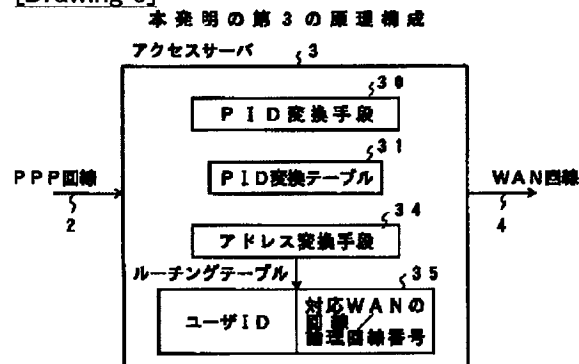 [Drawing 3]
本発明の第3の原理構成
アクセスサーバ
3
30
PID変換手段
31
PID変換テーブル
PPP回線
2
WAN回線
4
34
アドレス変換手段
ルーチングテーブル
35
ユーザID
対応WANの
回線/
論理回線番号